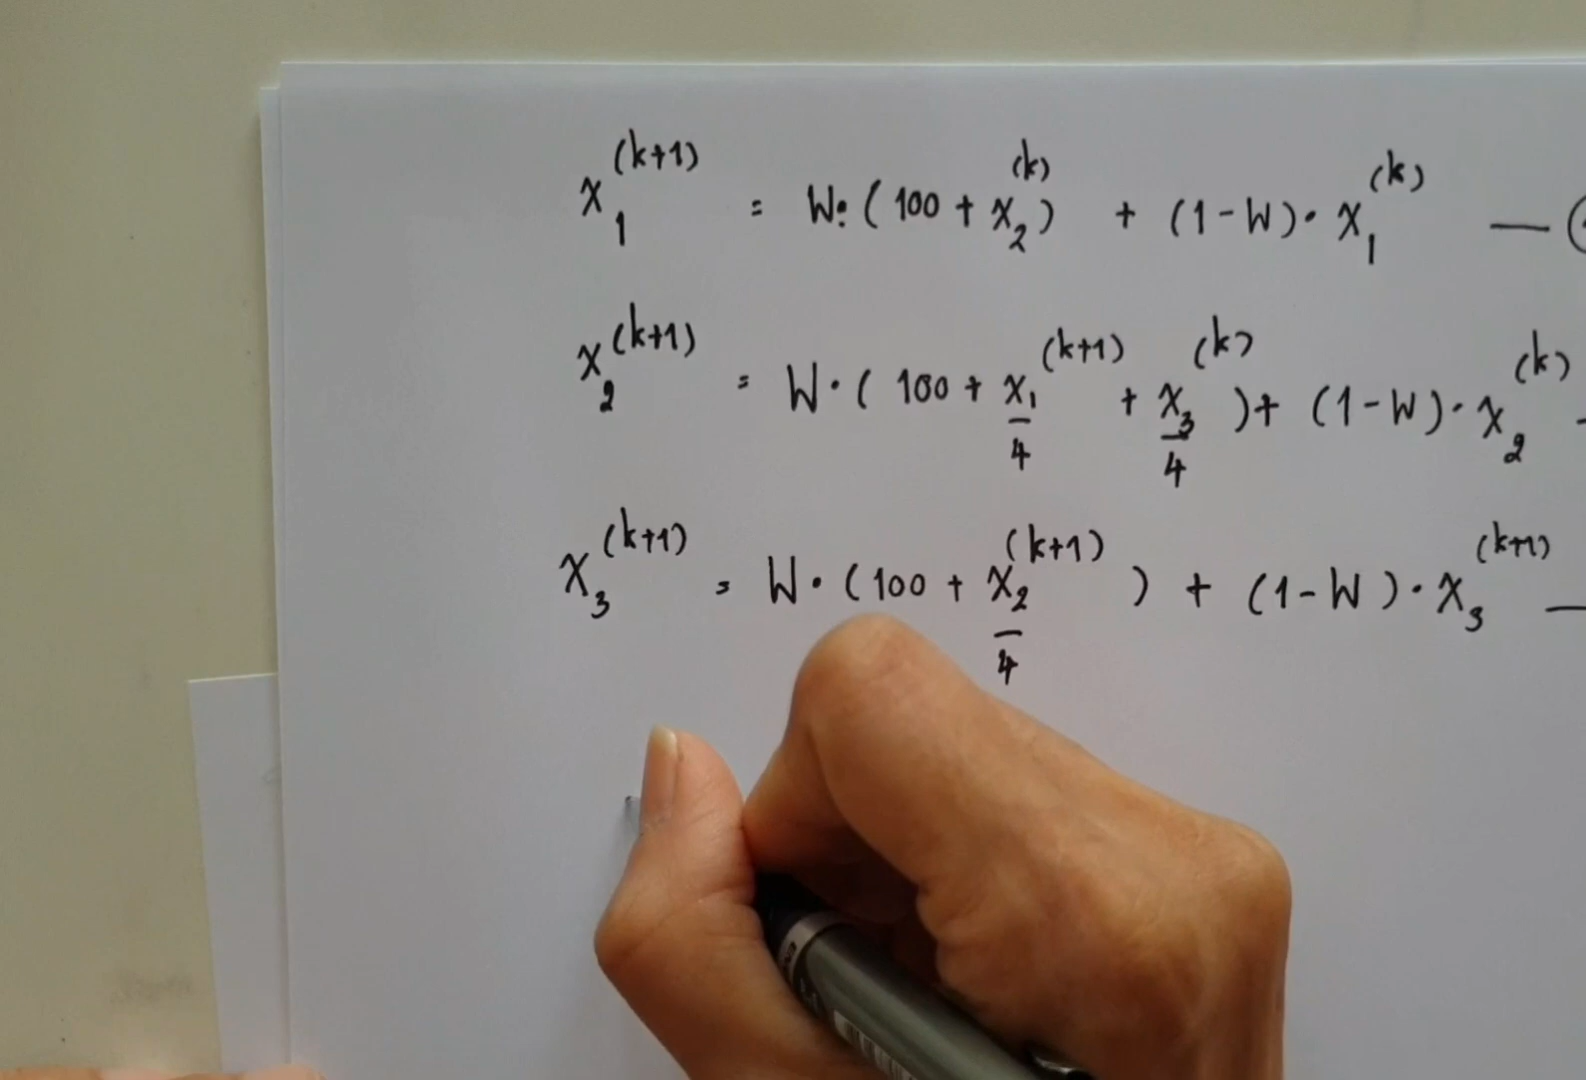 x₁^(k+1) = W·(100 + x₂^(k)) + (1-W)·x₁^(k) —
x₂^(k+1) = W·(100 + x₁^(k+1)/4 + x₃^(k)/4) + (1-W)·x₂^(k) -
x₃^(k+1) = W·(100 + x₂^(k+1)/4) + (1-W)·x₃^(k+1) —